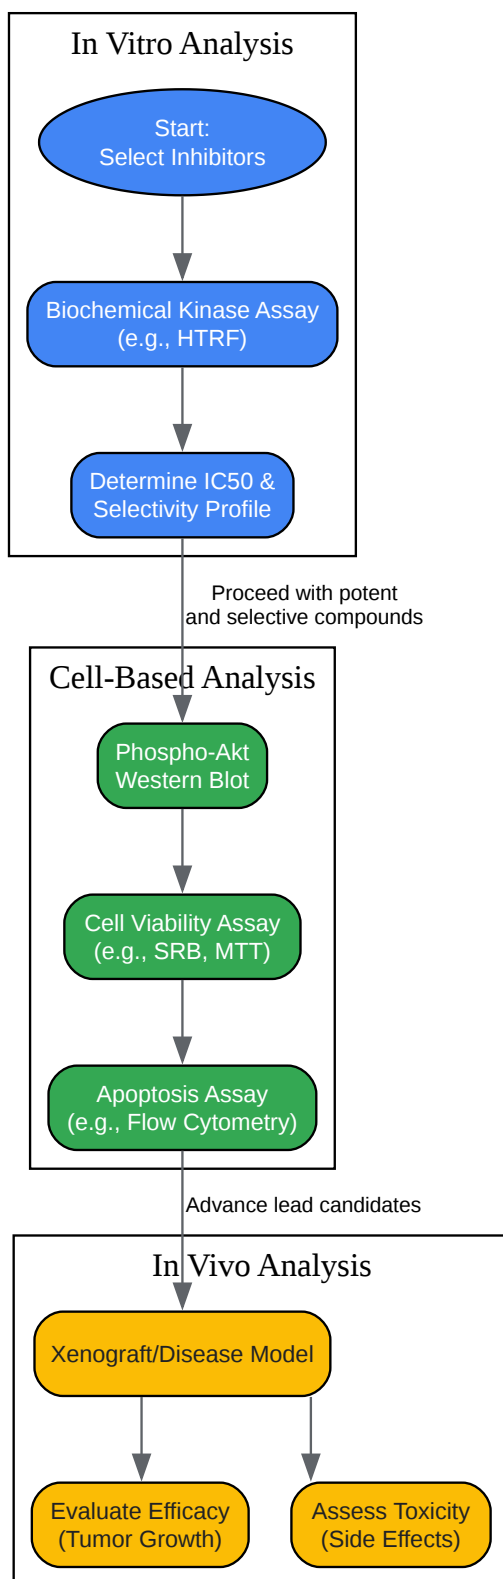 In Vitro Analysis
Start:
Select Inhibitors
Biochemical Kinase Assay
(e.g., HTRF)
Determine IC50 &
Selectivity Profile
Proceed with potent
and selective compounds
Cell-Based Analysis
Phospho-Akt
Western Blot
Cell Viability Assay
(e.g., SRB, MTT)
Apoptosis Assay
(e.g., Flow Cytometry)
Advance lead candidates
In Vivo Analysis
Xenograft/Disease Model
Evaluate Efficacy
(Tumor Growth)
Assess Toxicity
(Side Effects)